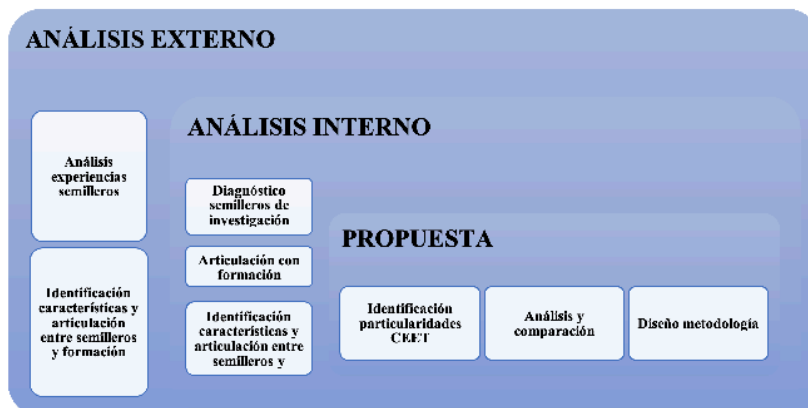 ANÁLISIS EXTERNO
Análisis
experiencias
semilleros
Identificación
características y
articulación
entre semilleros
y formación
ANÁLISIS INTERNO
Diagnóstico
semilleros de
investigación
Articulación con
formación
Identificación
características y
articulación entre
semilleros y
PROPUESTA
Identificación
particularidades
CEET
Análisis y
comparación
Diseño metodología